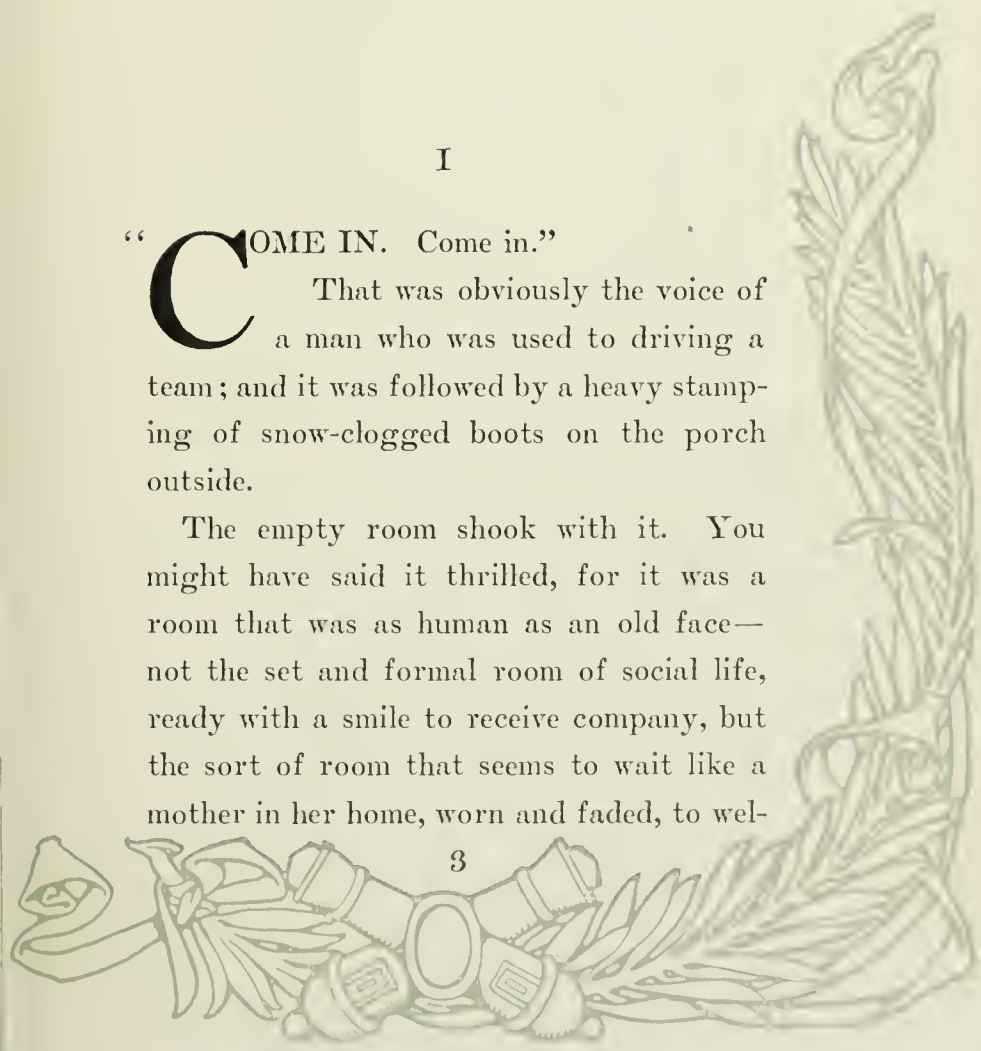 I
“COME IN. Come in.”
That was obviously the voice of
a man who was used to driving a
team; and it was followed by a heavy stamp-
ing of snow-clogged boots on the porch
outside.
The empty room shook with it. You
might have said it thrilled, for it was a
room that was as human as an old face—
not the set and formal room of social life,
ready with a smile to receive company, but
the sort of room that seems to wait like a
mother in her home, worn and faded, to wel-
3